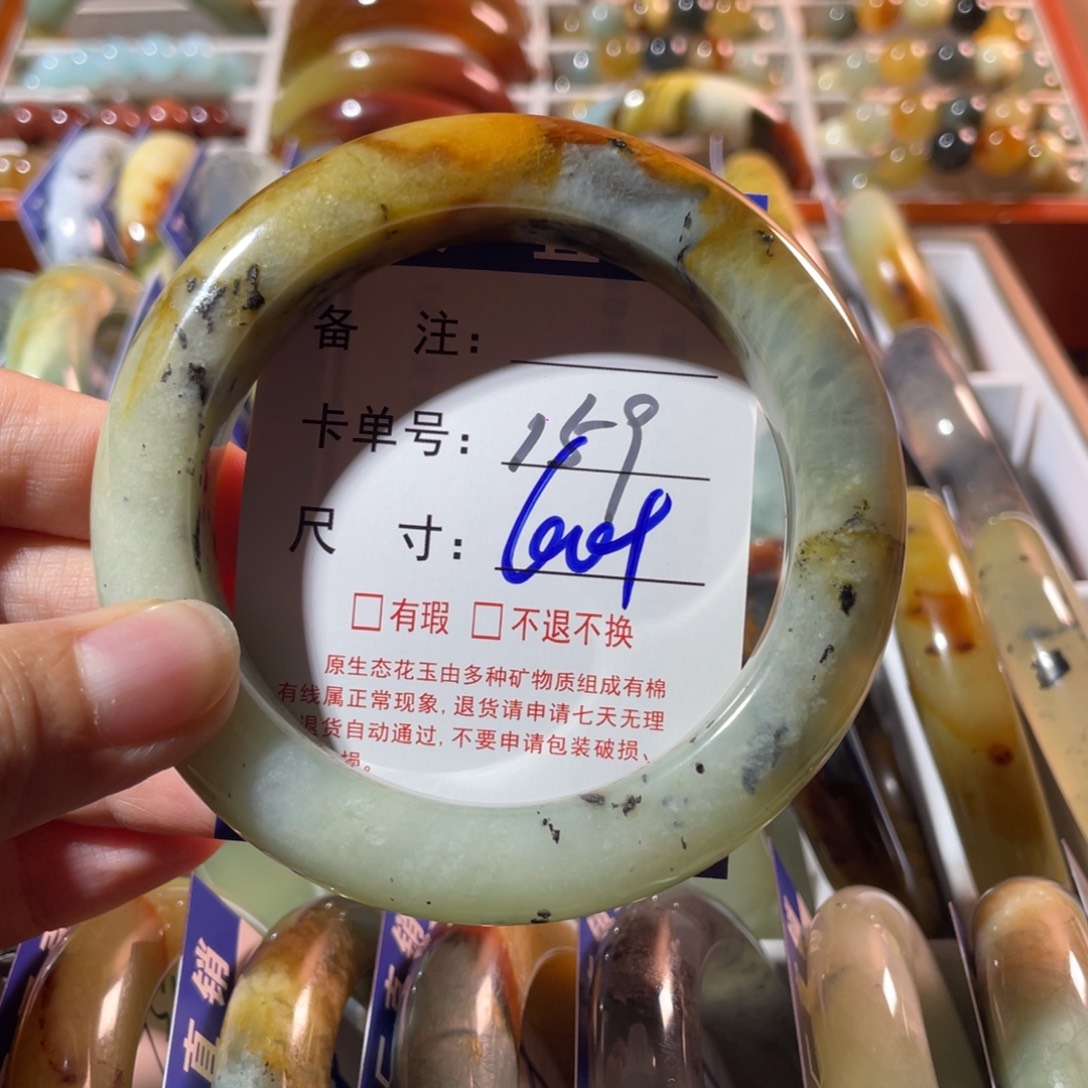 备 注：
卡单号： 159
尺 寸：
□有瑕 □不退不换
原生态花玉由多种矿物质组成有棉
有线属正常现象，退货请申请七天无理
退货自动通过，不要申请包装破损、
损。
直销